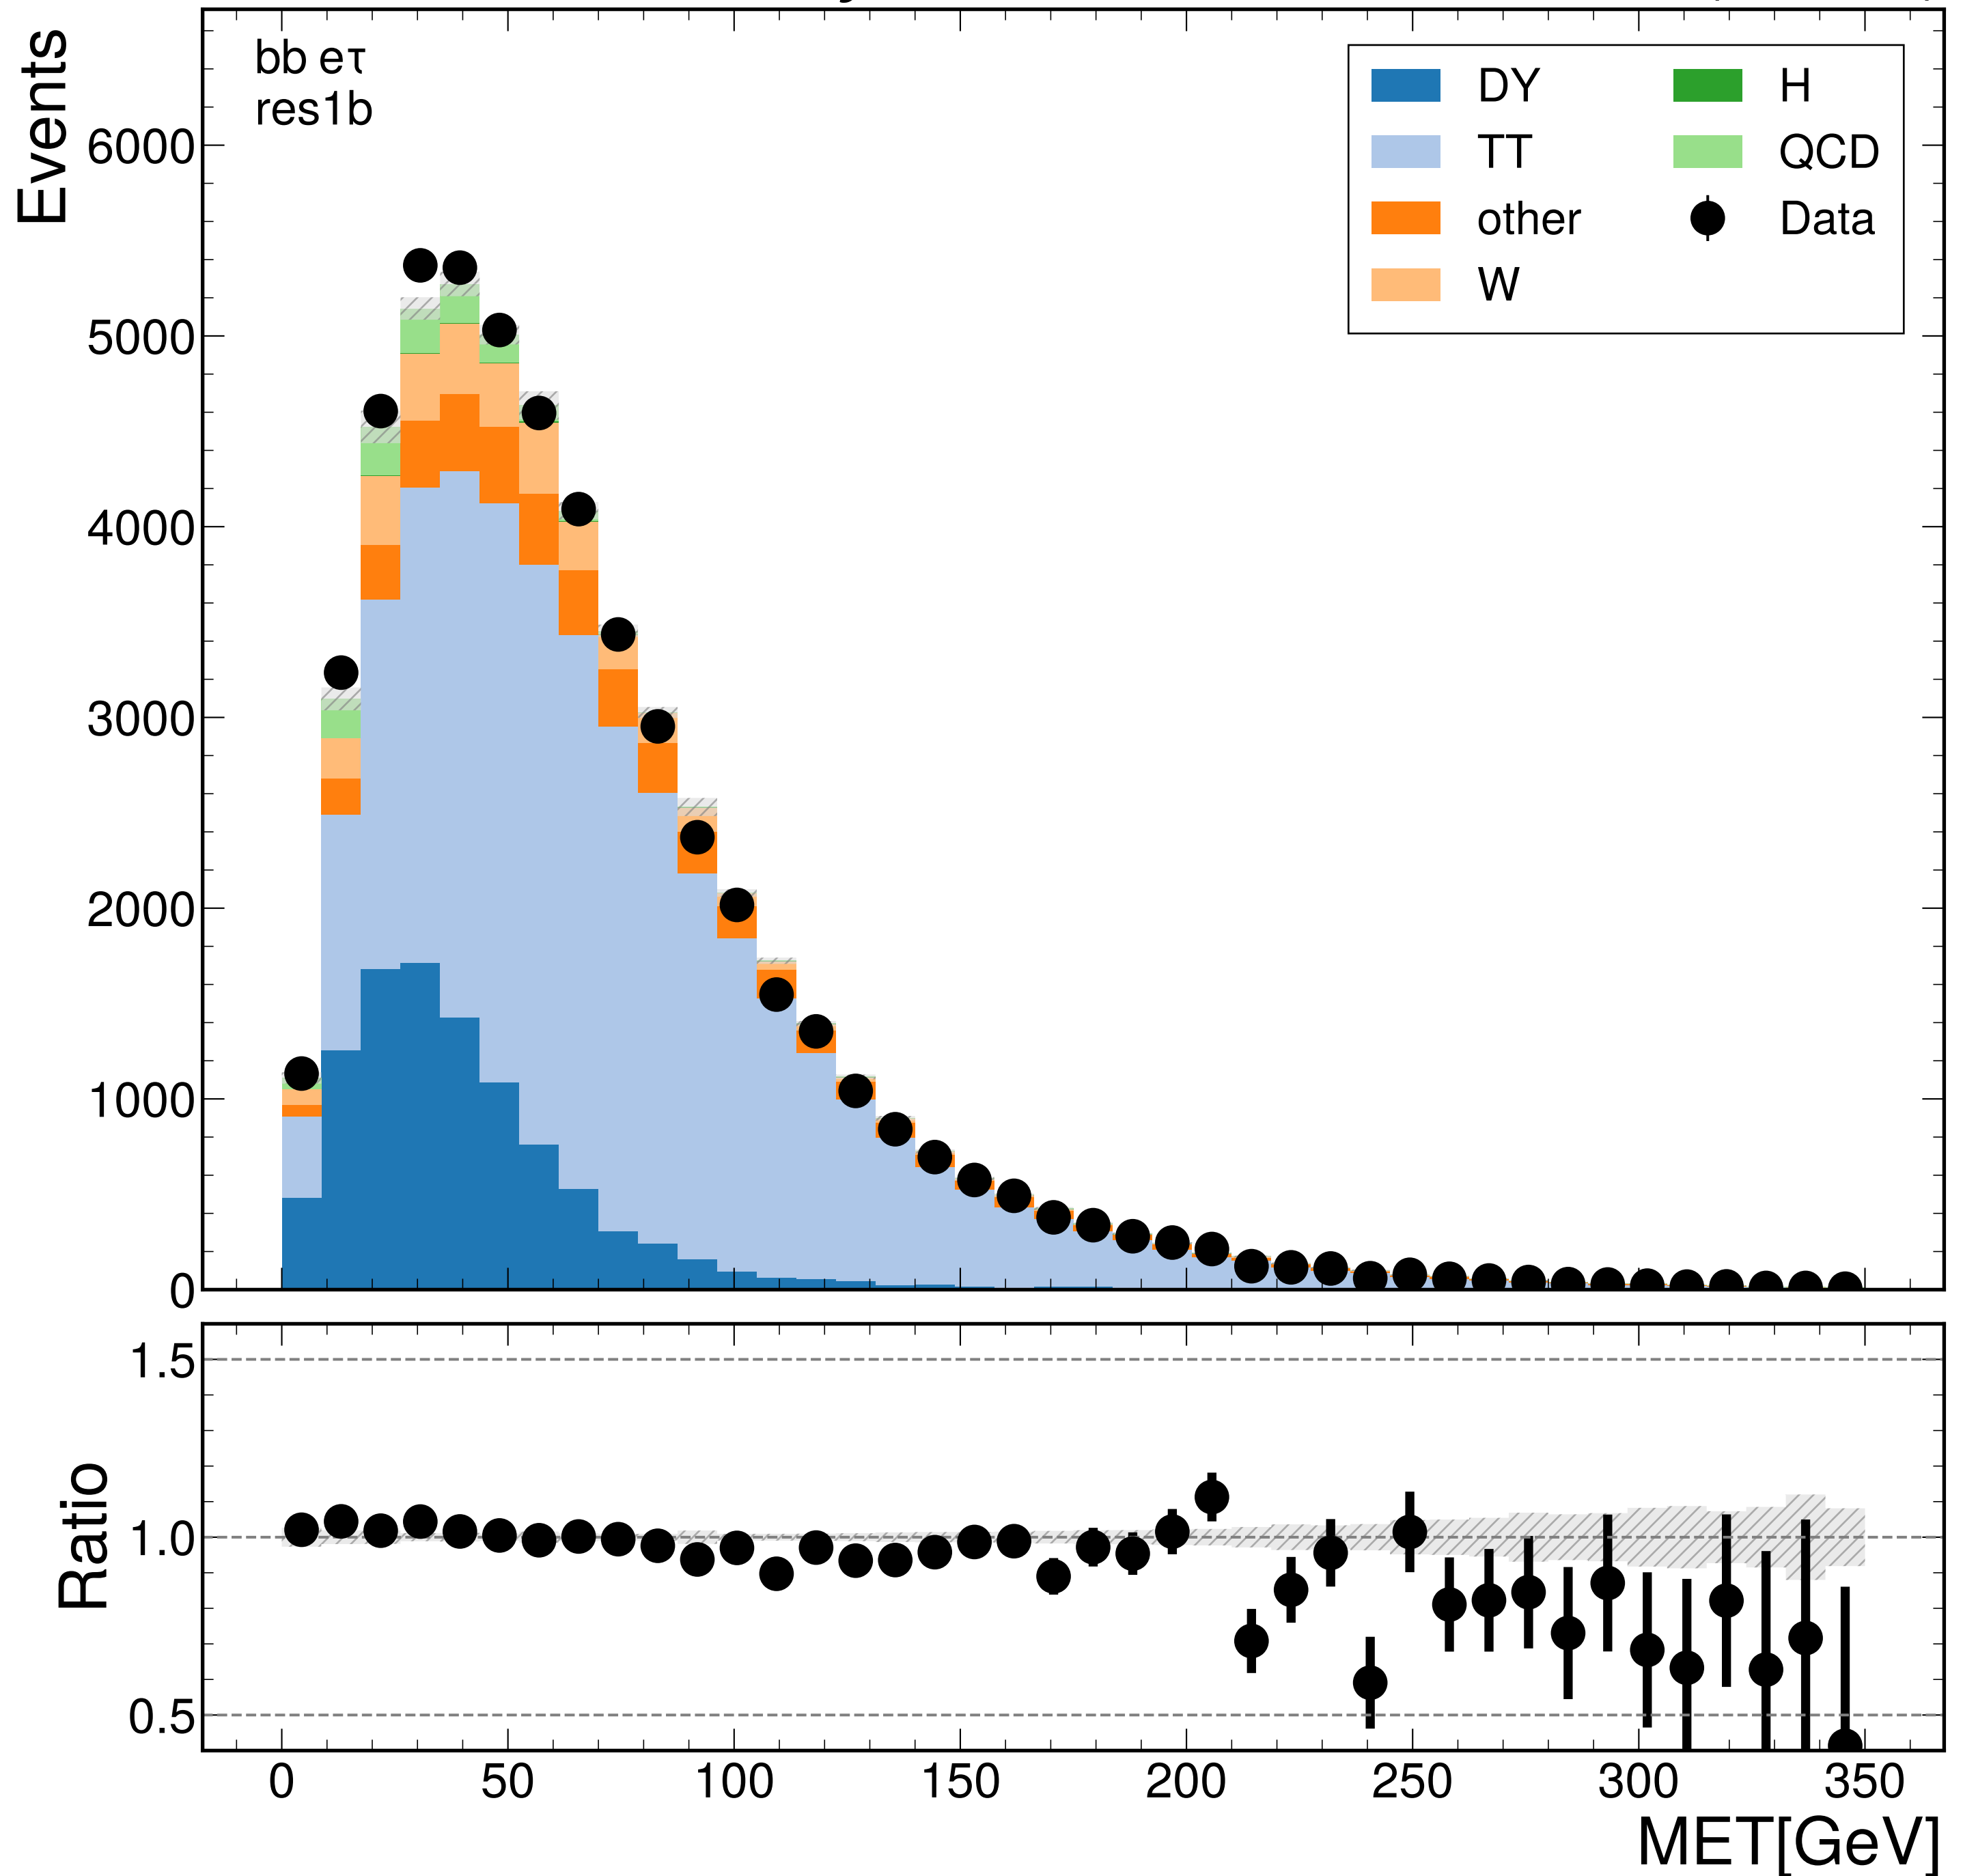 Events
bb eτ
res1b
DY
TT
other
W
H
QCD
Data
6000
5000
4000
3000
2000
1000
0
Ratio
1.5
1.0
0.5
0 50 100 150 200 250 300 350
MET[GeV]